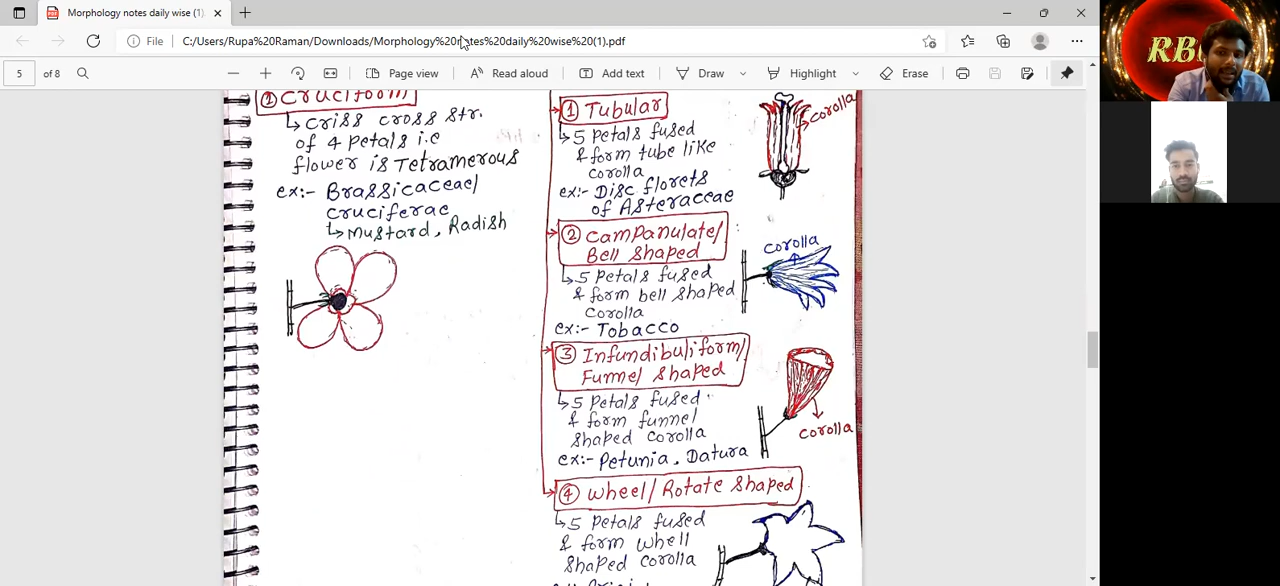 Morphology notes daily wise (1).
File
C:/Users/Rupa%20Raman/Downloads/Morphology%20notes%20daily%20wise%20(1).pdf
5 of 8
Page view
Read aloud
Add text
Draw
Highlight
Erase
① Cruciform
↳ criss cross str.
of 4 petals i.e
flower is Tetramerous
ex:- Brassicaceae/
cruciferae
↳ Mustard, Radish
① Tubular
↳ 5 petals fused
& form tube like
corolla
ex:- Disc florets
of Asteraceae
corolla
② campanulate/
Bell shaped
↳ 5 petals fused
& form bell shaped
corolla
ex:- Tobacco
corolla
③ Infundibuliform/
Funnel shaped
↳ 5 petals fused
& form funnel
shaped corolla
ex:- Petunia, Datura
corolla
④ wheel/Rotate shaped
↳ 5 petals fused
& form whell
shaped corolla